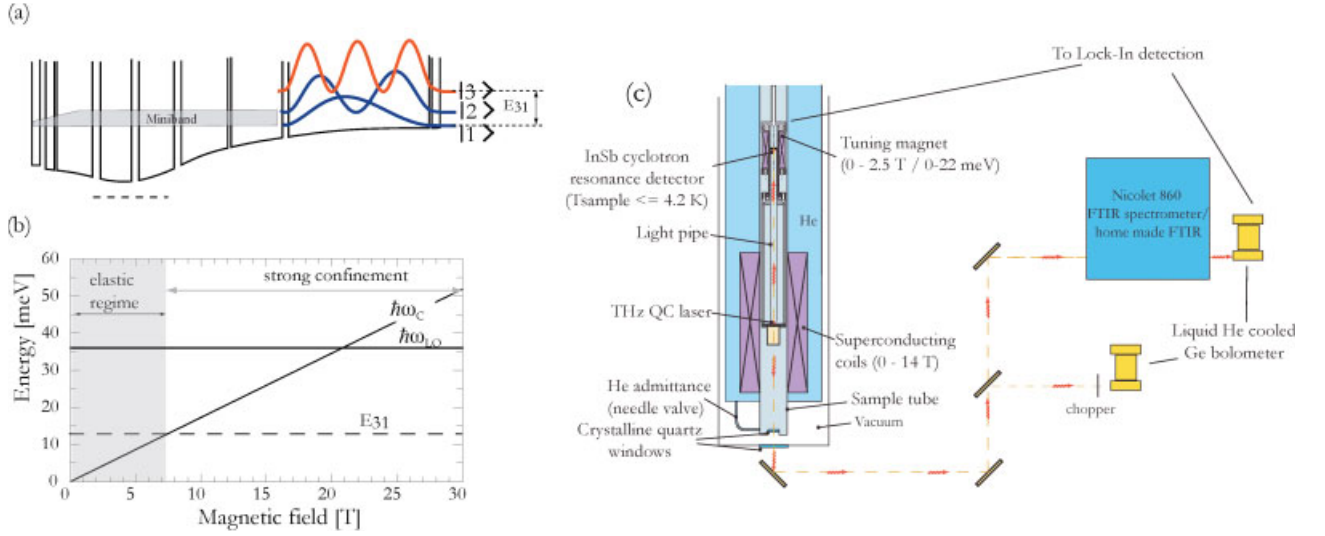 (a)
Miniband
|3>
|2>
|1>
E31
(b)
Energy [meV]
60
50
40
30
20
10
0
elastic
regime
strong confinement
ħωC
ħωLO
E31
0
5
10
15
20
25
30
Magnetic field [T]
(c)
To Lock-In detection
InSb cyclotron
resonance detector
(Tsample <= 4.2 K)
Tuning magnet
(0 - 2.5 T / 0-22 meV)
He
Light pipe
THz QC laser
Superconducting
coils (0 - 14 T)
He admittance
(needle valve)
Crystalline quartz
windows
Sample tube
Vacuum
Nicolet 860
FTIR spectrometer/
home made FTIR
Liquid He cooled
Ge bolometer
chopper